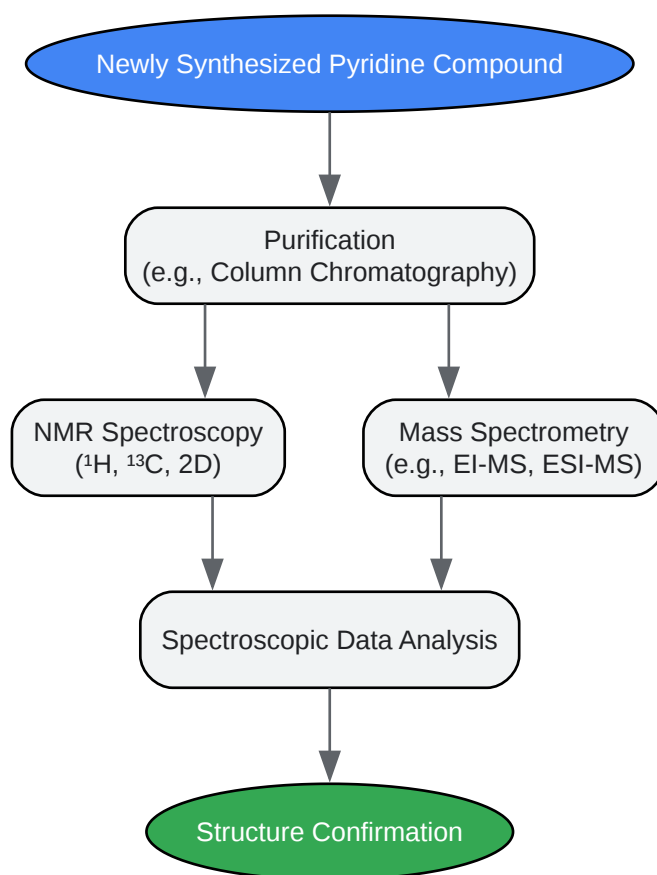 Newly Synthesized Pyridine Compound
Purification
(e.g., Column Chromatography)
NMR Spectroscopy
(¹H, ¹³C, 2D)
Mass Spectrometry
(e.g., EI-MS, ESI-MS)
Spectroscopic Data Analysis
Structure Confirmation